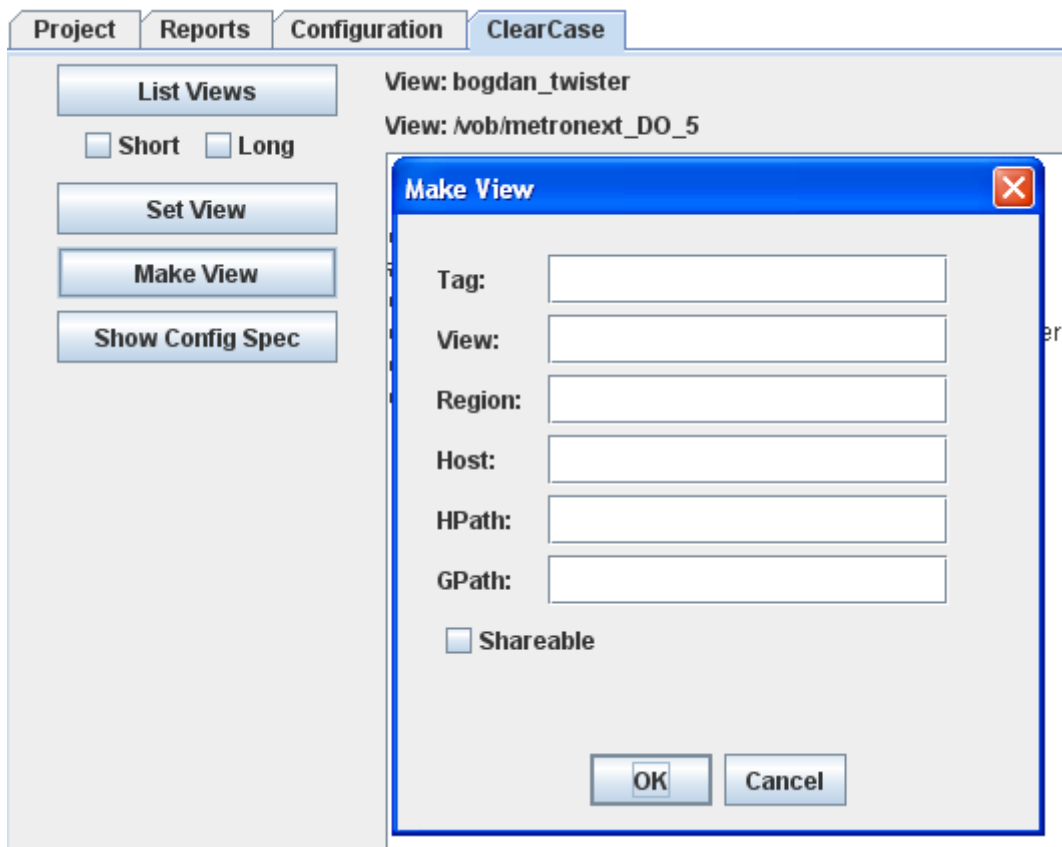 Project Reports Configuration ClearCase
List Views
Short Long
Set View
Make View
Show Config Spec
View: bogdan_twister
View: /vob/metronext_DO_5
Make View
Tag:
View:
Region:
Host:
HPath:
GPath:
Shareable
OK Cancel
er